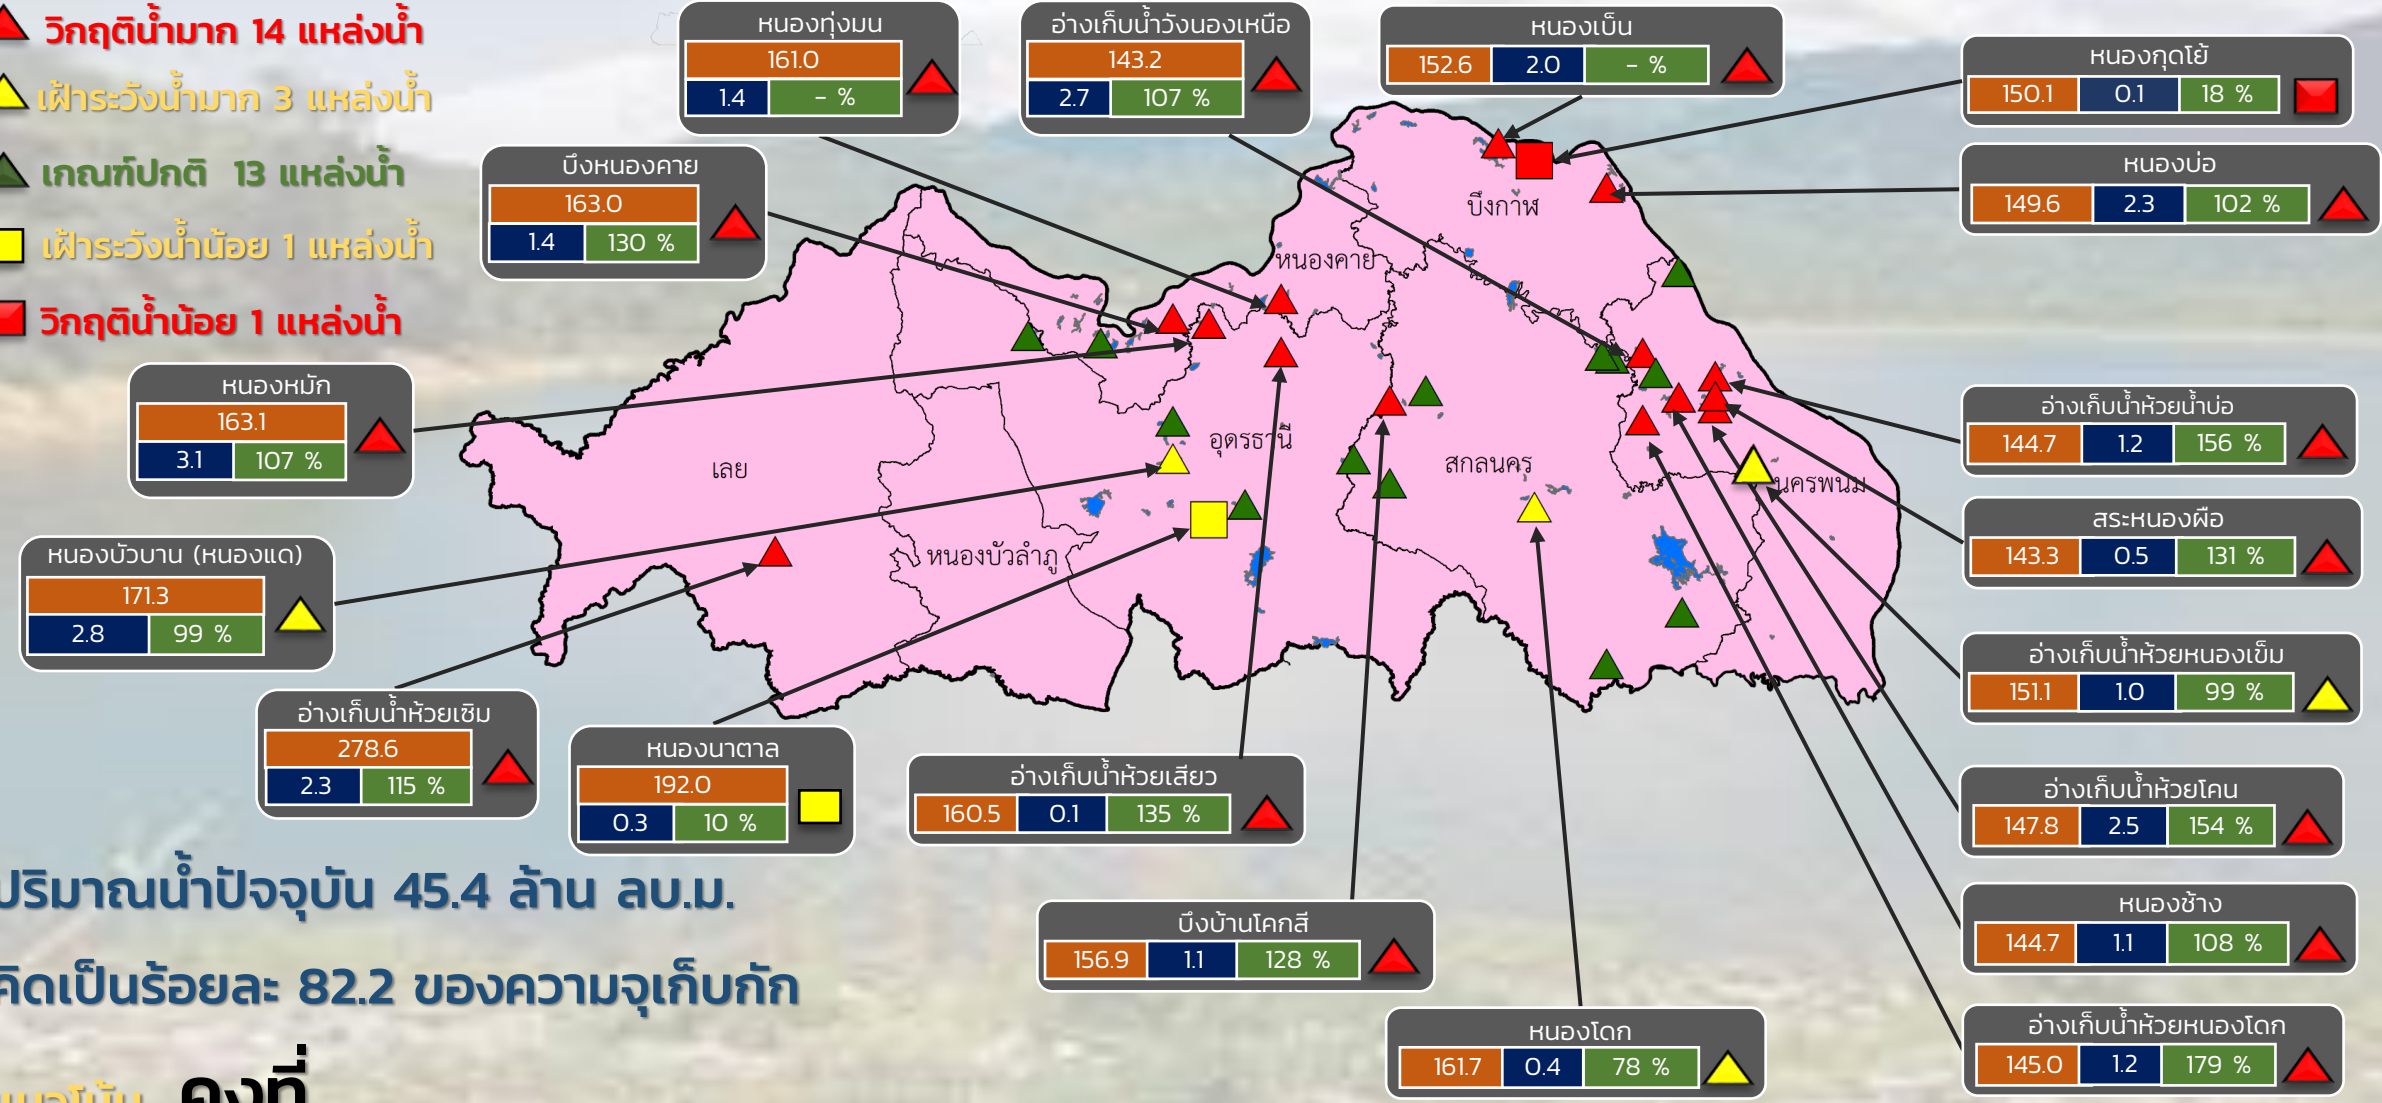 วิกฤติน้ำมาก 14 แหล่งน้ำ
เฝ้าระวังน้ำมาก 3 แหล่งน้ำ
เกณฑ์ปกติ 13 แหล่งน้ำ
เฝ้าระวังน้ำน้อย 1 แหล่งน้ำ
วิกฤติน้ำน้อย 1 แหล่งน้ำ
หนองทุ่งมน
161.0
1.4 - %
อ่างเก็บน้ำวังนองเหนือ
143.2
2.7 107 %
หนองเบ็น
152.6 2.0 - %
หนองกุดโย้
150.1 0.1 18 %
บึงหนองคาย
163.0
1.4 130 %
หนองบ่อ
149.6 2.3 102 %
หนองหมัก
163.1
3.1 107 %
หนองบัวบาน (หนองแด)
171.3
2.8 99 %
อ่างเก็บน้ำห้วยเซิม
278.6
2.3 115 %
หนองนาตาล
192.0
0.3 10 %
อ่างเก็บน้ำห้วยเสียว
160.5 0.1 135 %
บึงบ้านโคกสี
156.9 1.1 128 %
หนองโดก
161.7 0.4 78 %
อ่างเก็บน้ำห้วยน้ำบ่อ
144.7 1.2 156 %
สระหนองผือ
143.3 0.5 131 %
อ่างเก็บน้ำห้วยหนองเข็ม
151.1 1.0 99 %
อ่างเก็บน้ำห้วยโคน
147.8 2.5 154 %
หนองช้าง
144.7 1.1 108 %
อ่างเก็บน้ำห้วยหนองโดก
145.0 1.2 179 %
บึงกาฬ
หนองคาย
อุดรธานี
เลย
สกลนคร
นครพนม
หนองบัวลำภู
ปริมาณน้ำปัจจุบัน 45.4 ล้าน ลบ.ม.
คิดเป็นร้อยละ 82.2 ของความจุเก็บกัก
แนวโน้ม คงที่